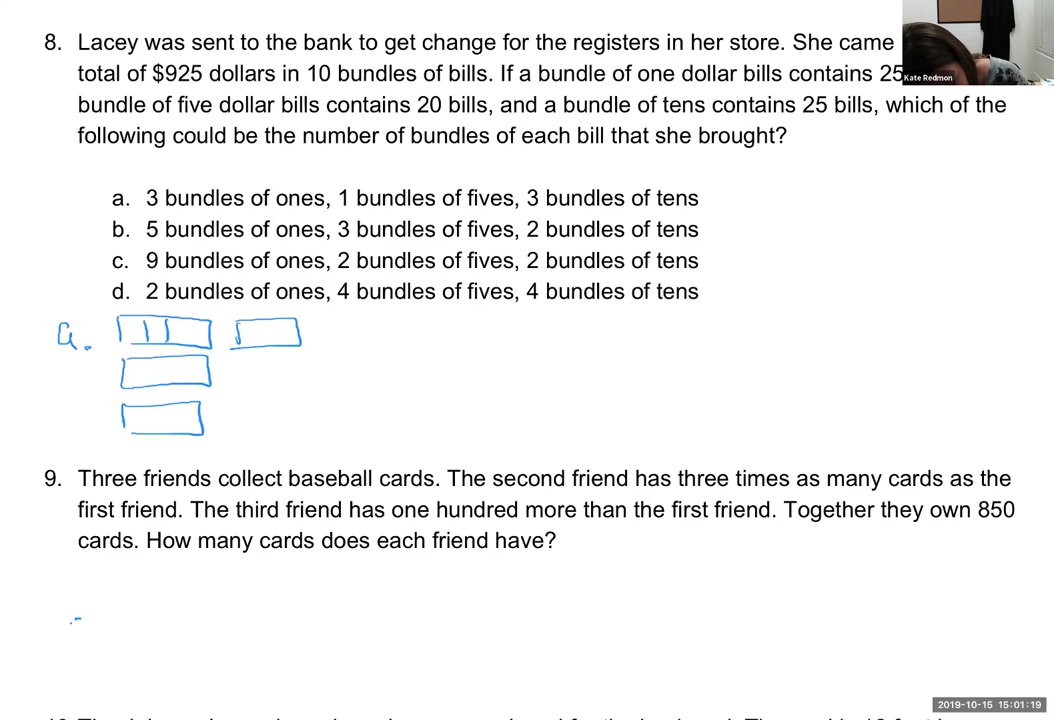 8. Lacey was sent to the bank to get change for the registers in her store. She came
total of $925 dollars in 10 bundles of bills. If a bundle of one dollar bills contains 25
Kate Redmon
bundle of five dollar bills contains 20 bills, and a bundle of tens contains 25 bills, which of the
following could be the number of bundles of each bill that she brought?
a. 3 bundles of ones, 1 bundles of fives, 3 bundles of tens
b. 5 bundles of ones, 3 bundles of fives, 2 bundles of tens
c. 9 bundles of ones, 2 bundles of fives, 2 bundles of tens
d. 2 bundles of ones, 4 bundles of fives, 4 bundles of tens
a.
9. Three friends collect baseball cards. The second friend has three times as many cards as the
first friend. The third friend has one hundred more than the first friend. Together they own 850
cards. How many cards does each friend have?
2019-10-15 15:01:19